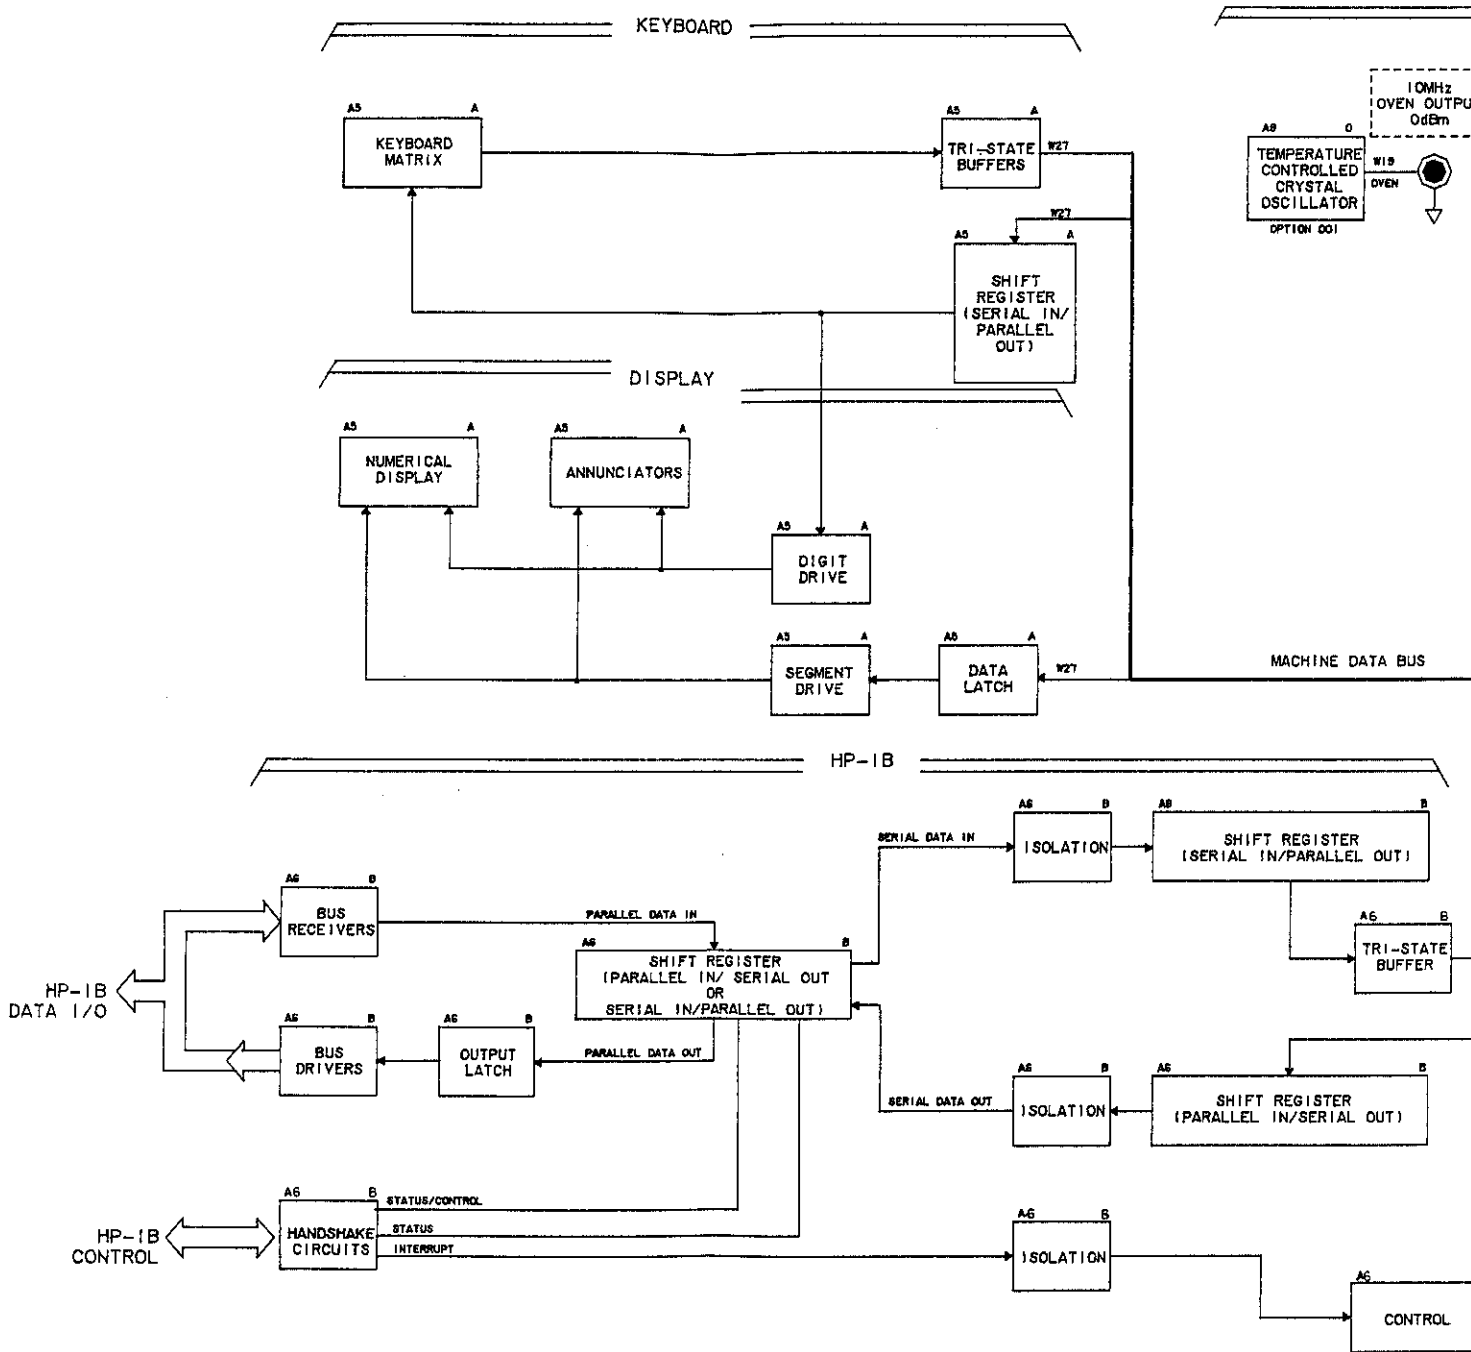 KEYBOARD
A5 A
KEYBOARD
MATRIX
A5 A
TRI-STATE
BUFFERS
W27
W27
A5 A
SHIFT
REGISTER
(SERIAL IN/
PARALLEL
OUT)
10MHz
OVEN OUTPU
0dBm
A9 0
TEMPERATURE
CONTROLLED
CRYSTAL
OSCILLATOR
OPTION 001
W19
OVEN
DISPLAY
A5 A
NUMERICAL
DISPLAY
A5 A
ANNUNCIATORS
A5 A
DIGIT
DRIVE
A5 A
SEGMENT
DRIVE
A5 A
DATA
LATCH
W27
MACHINE DATA BUS
HP-IB
A6 B
BUS
RECEIVERS
PARALLEL DATA IN
A6 B
SHIFT REGISTER
(PARALLEL IN/ SERIAL OUT
OR
SERIAL IN/PARALLEL OUT)
SERIAL DATA IN
A6 B
ISOLATION
A6 B
SHIFT REGISTER
(SERIAL IN/PARALLEL OUT)
A6 B
TRI-STATE
BUFFER
HP-IB
DATA I/O
A6 B
BUS
DRIVERS
A6 B
OUTPUT
LATCH
PARALLEL DATA OUT
SERIAL DATA OUT
A6 B
ISOLATION
A6 B
SHIFT REGISTER
(PARALLEL IN/SERIAL OUT)
HP-IB
CONTROL
A6 B
HANDSHAKE
CIRCUITS
STATUS/CONTROL
STATUS
INTERRUPT
A6 B
ISOLATION
A6
CONTROL